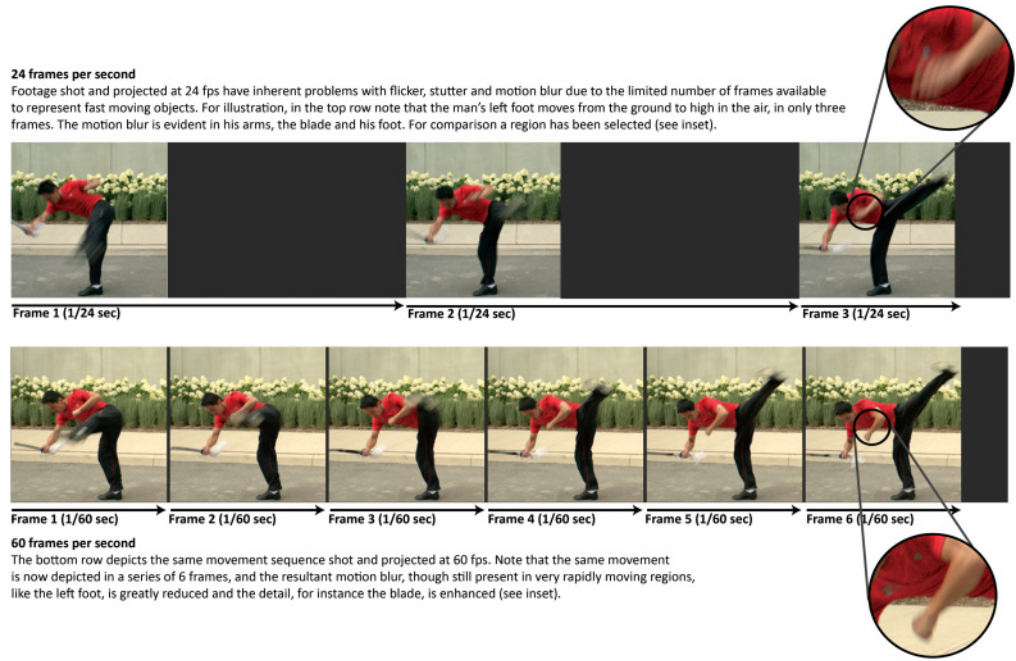 24 frames per second
Footage shot and projected at 24 fps have inherent problems with flicker, stutter and motion blur due to the limited number of frames available
to represent fast moving objects. For illustration, in the top row note that the man's left foot moves from the ground to high in the air, in only three
frames. The motion blur is evident in his arms, the blade and his foot. For comparison a region has been selected (see inset).
Frame 1 (1/24 sec)
Frame 2 (1/24 sec)
Frame 3 (1/24 sec)
Frame 1 (1/60 sec)
Frame 2 (1/60 sec)
Frame 3 (1/60 sec)
Frame 4 (1/60 sec)
Frame 5 (1/60 sec)
Frame 6 (1/60 sec)
60 frames per second
The bottom row depicts the same movement sequence shot and projected at 60 fps. Note that the same movement
is now depicted in a series of 6 frames, and the resultant motion blur, though still present in very rapidly moving regions,
like the left foot, is greatly reduced and the detail, for instance the blade, is enhanced (see inset).